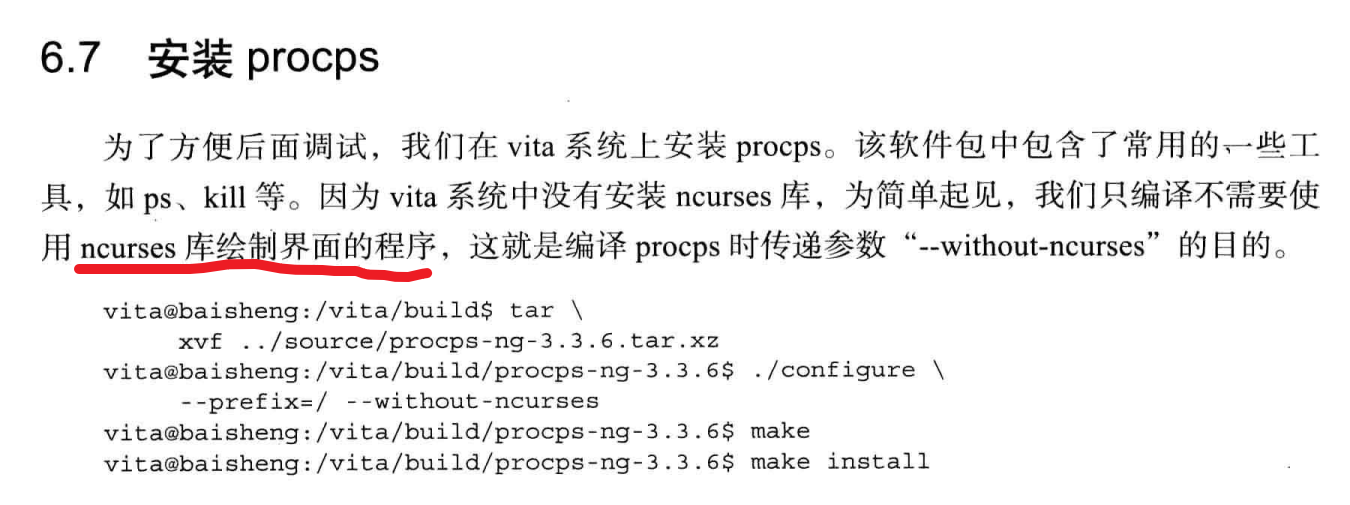 6.7 安装 procps
为了方便后面调试，我们在 vita 系统上安装 procps。该软件包中包含了常用的一些工
具，如 ps、kill 等。因为 vita 系统中没有安装 ncurses 库，为简单起见，我们只编译不需要使
用 ncurses 库绘制界面的程序，这就是编译 procps 时传递参数“--without-ncurses”的目的。
vita@baisheng:/vita/build$ tar \
xvf ../source/procps-ng-3.3.6.tar.xz
vita@baisheng:/vita/build/procps-ng-3.3.6$ ./configure \
--prefix=/ --without-ncurses
vita@baisheng:/vita/build/procps-ng-3.3.6$ make
vita@baisheng:/vita/build/procps-ng-3.3.6$ make install